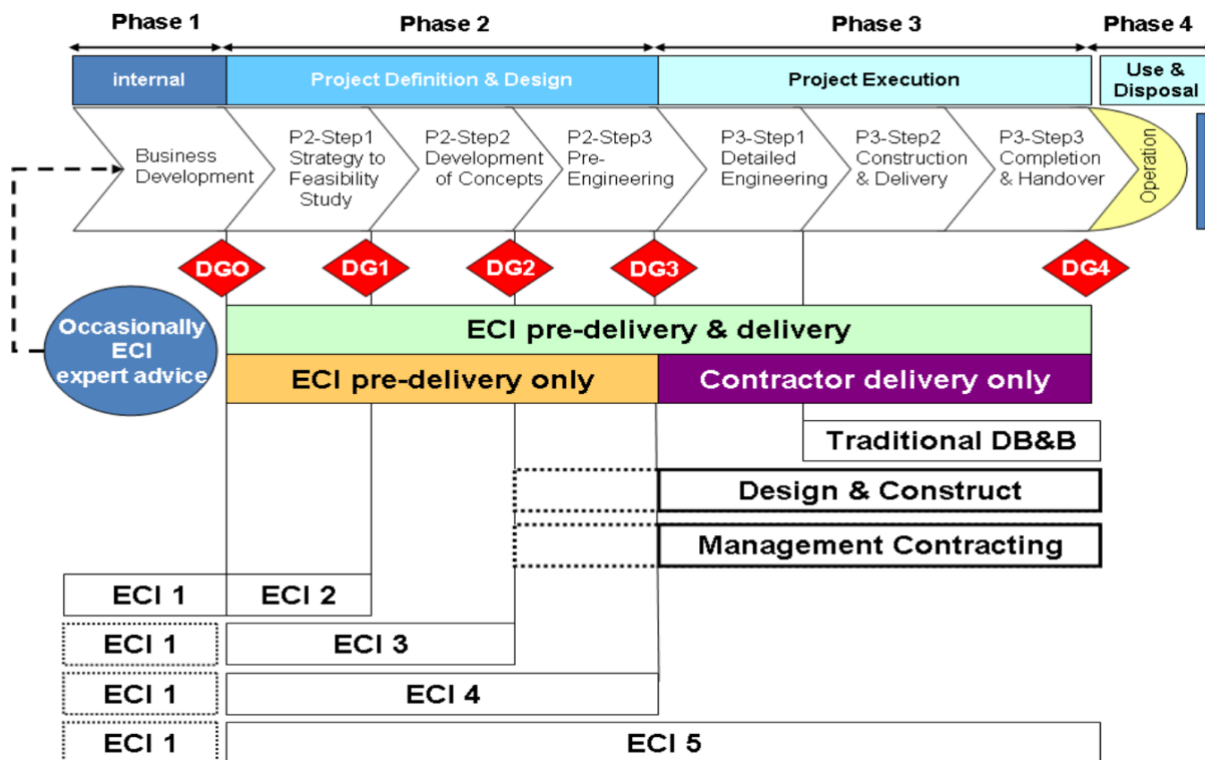 Phase 1
Phase 2
Phase 3
Phase 4
internal
Project Definition & Design
Project Execution
Use &
Disposal
Business
Development
P2-Step1
Strategy to
Feasibility
Study
P2-Step2
Development
of Concepts
P2-Step3
Pre-
Engineering
P3-Step1
Detailed
Engineering
P3-Step2
Construction
& Delivery
P3-Step3
Completion
& Handover
Operation
DGO
DG1
DG2
DG3
DG4
Occasionally
ECI
expert advice
ECI pre-delivery & delivery
ECI pre-delivery only
Contractor delivery only
Traditional DB&B
Design & Construct
Management Contracting
ECI 1
ECI 2
ECI 1
ECI 3
ECI 1
ECI 4
ECI 1
ECI 5